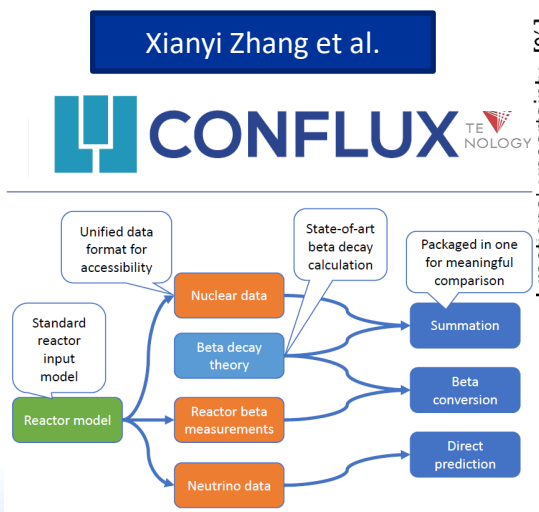 Xianyi Zhang et al.
CONFLUX
TE
NOLOGY
Unified data
format for
accessibility
State-of-art
beta decay
calculation
Packaged in one
for meaningful
comparison
Standard
reactor
input
model
Nuclear data
Summation
Beta decay
theory
Beta
conversion
Reactor model
Reactor beta
measurements
Direct
prediction
Neutrino data